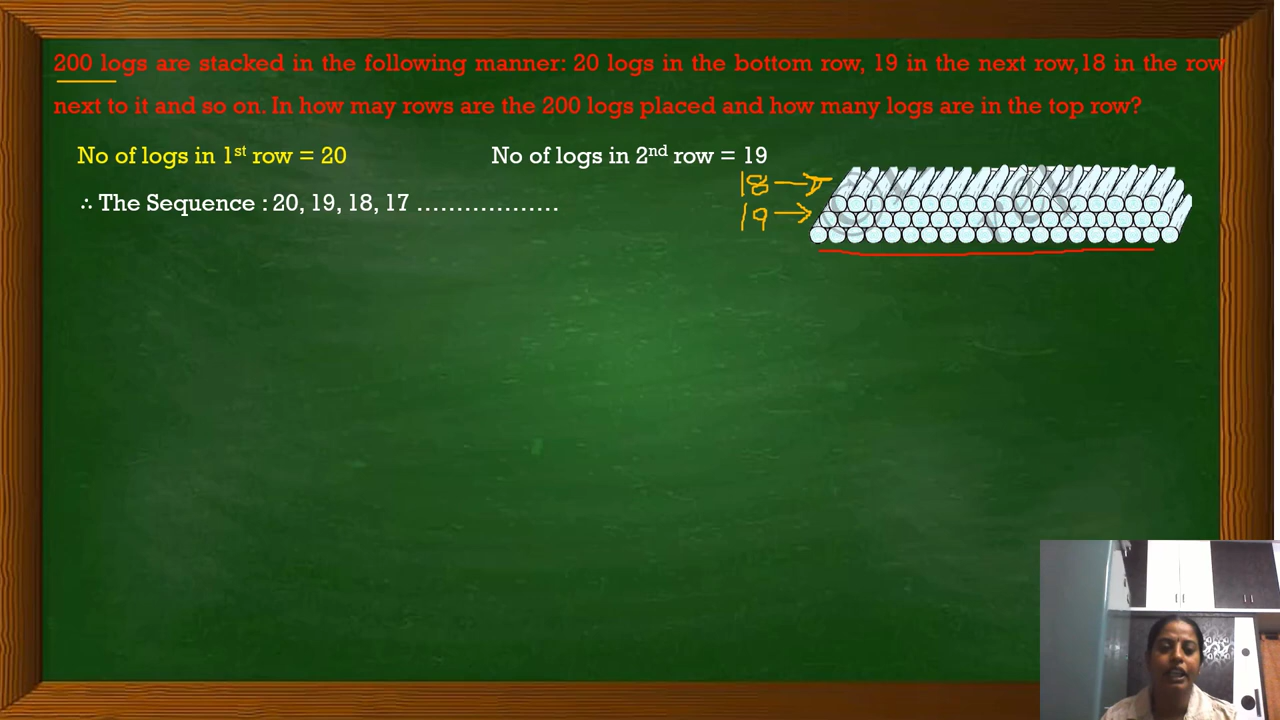 200 logs are stacked in the following manner: 20 logs in the bottom row, 19 in the next row,18 in the row
next to it and so on. In how may rows are the 200 logs placed and how many logs are in the top row?
No of logs in 1st row = 20
No of logs in 2nd row = 19
18
19
∴ The Sequence : 20, 19, 18, 17 ………………